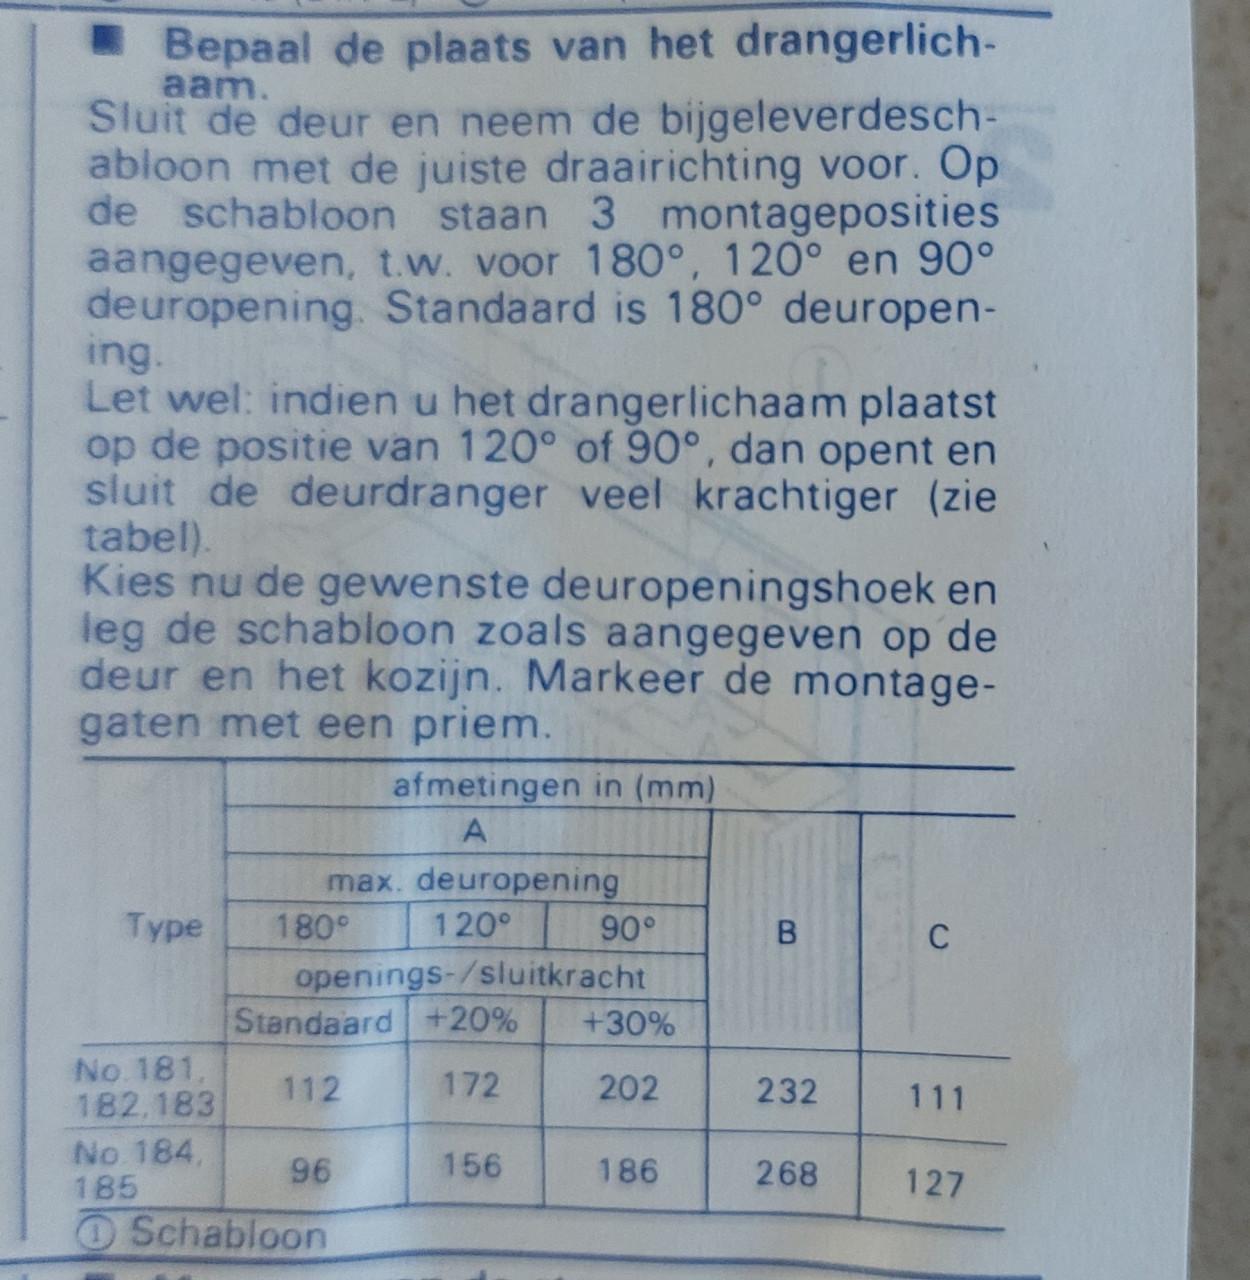 ■ Bepaal de plaats van het drangerlich-
aam.
Sluit de deur en neem de bijgeleverdesch-
abloon met de juiste draairichting voor. Op
de schabloon staan 3 montageposities
aangegeven, t.w. voor 180°, 120° en 90°
deuropening. Standaard is 180° deuropen-
ing.
Let wel: indien u het drangerlichaam plaatst
op de positie van 120° of 90°, dan opent en
sluit de deurdranger veel krachtiger (zie
tabel).
Kies nu de gewenste deuropeningshoek en
leg de schabloon zoals aangegeven op de
deur en het kozijn. Markeer de montage-
gaten met een priem.
afmetingen in (mm)
A
max. deuropening
Type 180° 120° 90° B C
openings-/sluitkracht
Standaard +20% +30%
No.181,
182,183 112 172 202 232 111
No.184,
185 96 156 186 268 127
① Schabloon